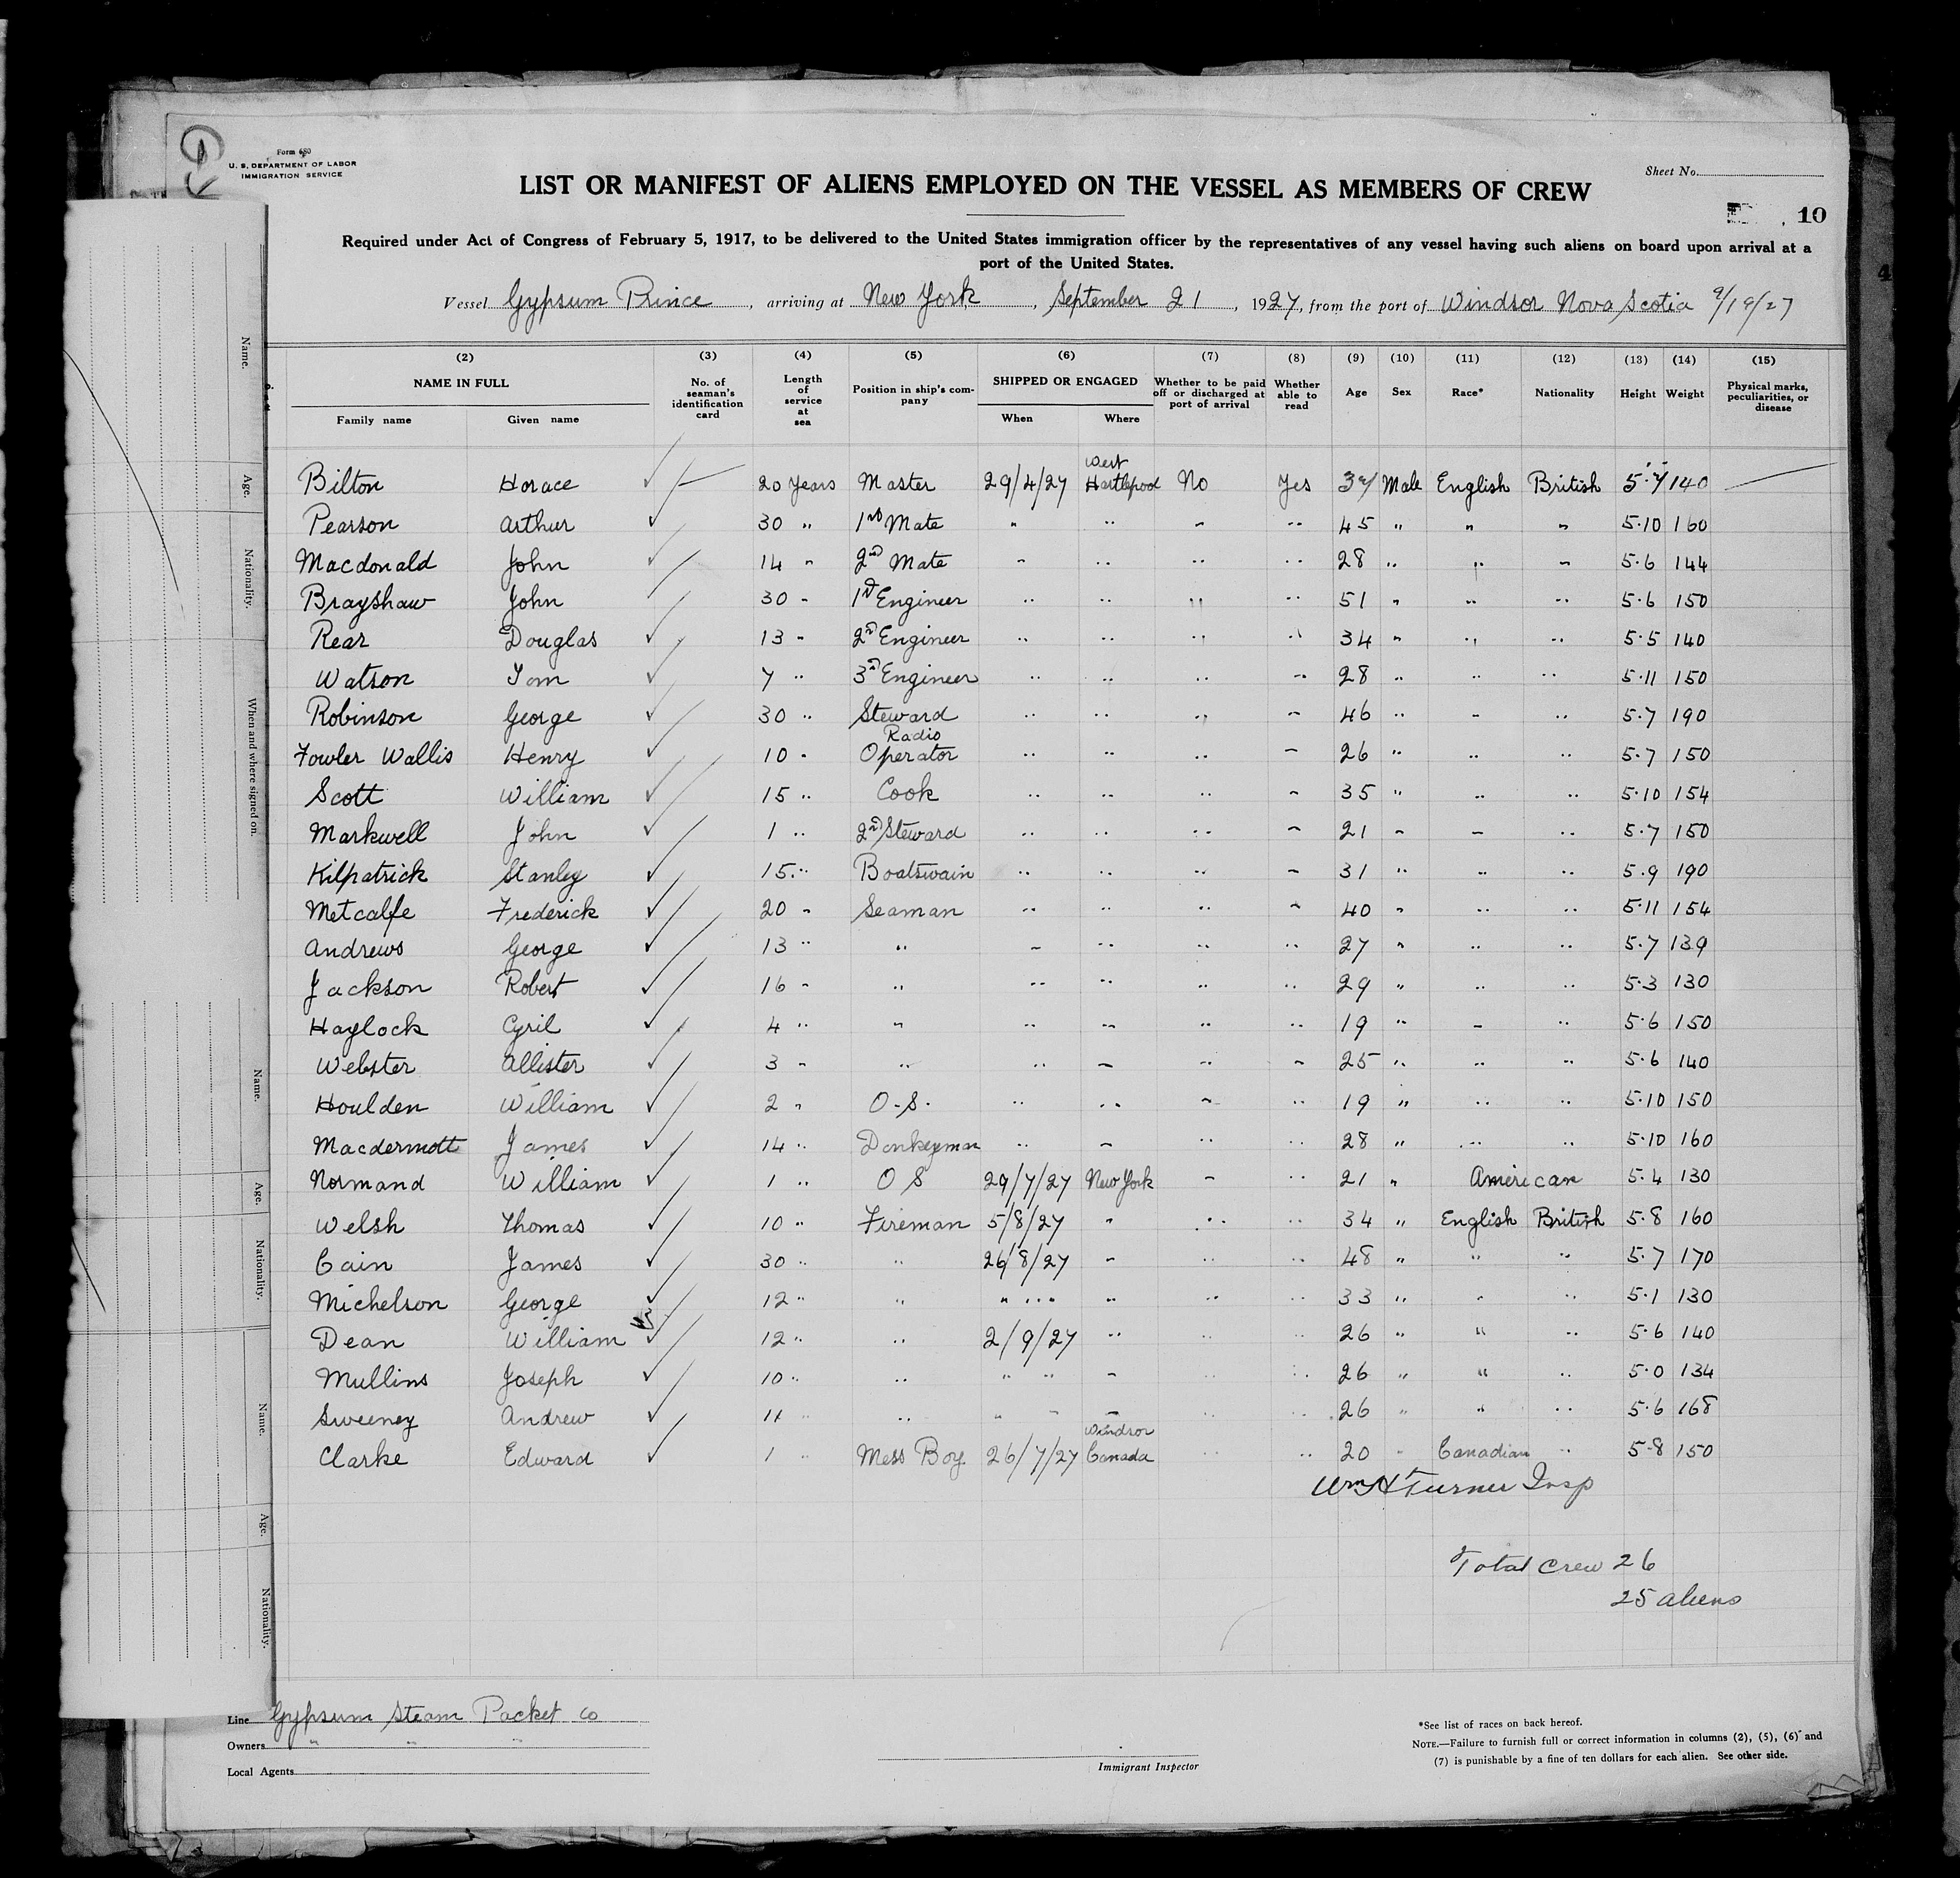 Form 680
U. S. DEPARTMENT OF LABOR
IMMIGRATION SERVICE
Sheet No.
LIST OR MANIFEST OF ALIENS EMPLOYED ON THE VESSEL AS MEMBERS OF CREW
10
Required under Act of Congress of February 5, 1917, to be delivered to the United States immigration officer by the representatives of any vessel having such aliens on board upon arrival at a
port of the United States.
Vessel Gypsum Prince, arriving at New York, September 21, 1927, from the port of Windsor Nova Scotia 9/19/27
(2) (3) (4) (5) (6) (7) (8) (9) (10) (11) (12) (13) (14) (15)
NAME IN FULL No. of seaman's identification card Length of service at sea Position in ship's company SHIPPED OR ENGAGED Whether to be paid off or discharged at port of arrival Whether able to read Age Sex Race* Nationality Height Weight Physical marks, peculiarities, or disease
Family name Given name When Where
Bilton Horace 20 Years Master 29/4/27 West Hartlepool No Yes 37 Male English British 5·7 140
Pearson Arthur 30 " 1st Mate " " " " 45 " " " 5·10 160
Macdonald John 14 " 2nd Mate " " " " 28 " " " 5·6 144
Brayshaw John 30 " 1st Engineer " " " " 51 " " " 5·6 150
Rear Douglas 13 " 2nd Engineer " " " " 34 " " " 5·5 140
Watson Tom 7 " 3rd Engineer " " " " 28 " " " 5·11 150
Robinson George 30 " Steward " " " " 46 " " " 5·7 190
Fowler Wallis Henry 10 " Radio Operator " " " " 26 " " " 5·7 150
Scott William 15 " Cook " " " " 35 " " " 5·10 154
Markwell John 1 " 2nd Steward " " " " 21 " " " 5·7 150
Kilpatrick Stanley 15 " Boatswain " " " " 31 " " " 5·9 190
Metcalfe Frederick 20 " Seaman " " " " 40 " " " 5·11 154
Andrews George 13 " " " " " " 27 " " " 5·7 139
Jackson Robert 16 " " " " " " 29 " " " 5·3 130
Haylock Cyril 4 " " " " " " 19 " " " 5·6 150
Webster Allister 3 " " " " " " 25 " " " 5·6 140
Houlden William 2 " O.S. " " " " 19 " " " 5·10 150
Macdermott James 14 " Donkeyman " " " " 28 " " " 5·10 160
Normand William 1 " O S 29/7/27 New York " " 21 " American 5·4 130
Welsh Thomas 10 " Fireman 5/8/27 " " " 34 " English British 5·8 160
Cain James 30 " " 26/8/27 " " " 48 " " " 5·7 170
Michelson George 12 " " " " " " 33 " " " 5·1 130
Dean William 12 " " 2/9/27 " " " 26 " " " 5·6 140
Mullins Joseph 10 " " " " " " 26 " " " 5·0 134
Sweeney Andrew 11 " " " " " " 26 " " " 5·6 168
Clarke Edward 1 " Mess Boy 26/7/27 Windsor Canada " " 20 " Canadian " 5·8 150
Wm H Turner Insp
Total Crew 26
25 aliens
Line Gypsum Steam Packet Co
Owners " " "
Local Agents
Immigrant Inspector
*See list of races on back hereof.
NOTE.—Failure to furnish full or correct information in columns (2), (5), (6) and
(7) is punishable by a fine of ten dollars for each alien. See other side.
Name.
Age.
Nationality.
When and where signed on.
Name.
Age.
Nationality.
Name.
Age.
Nationality.